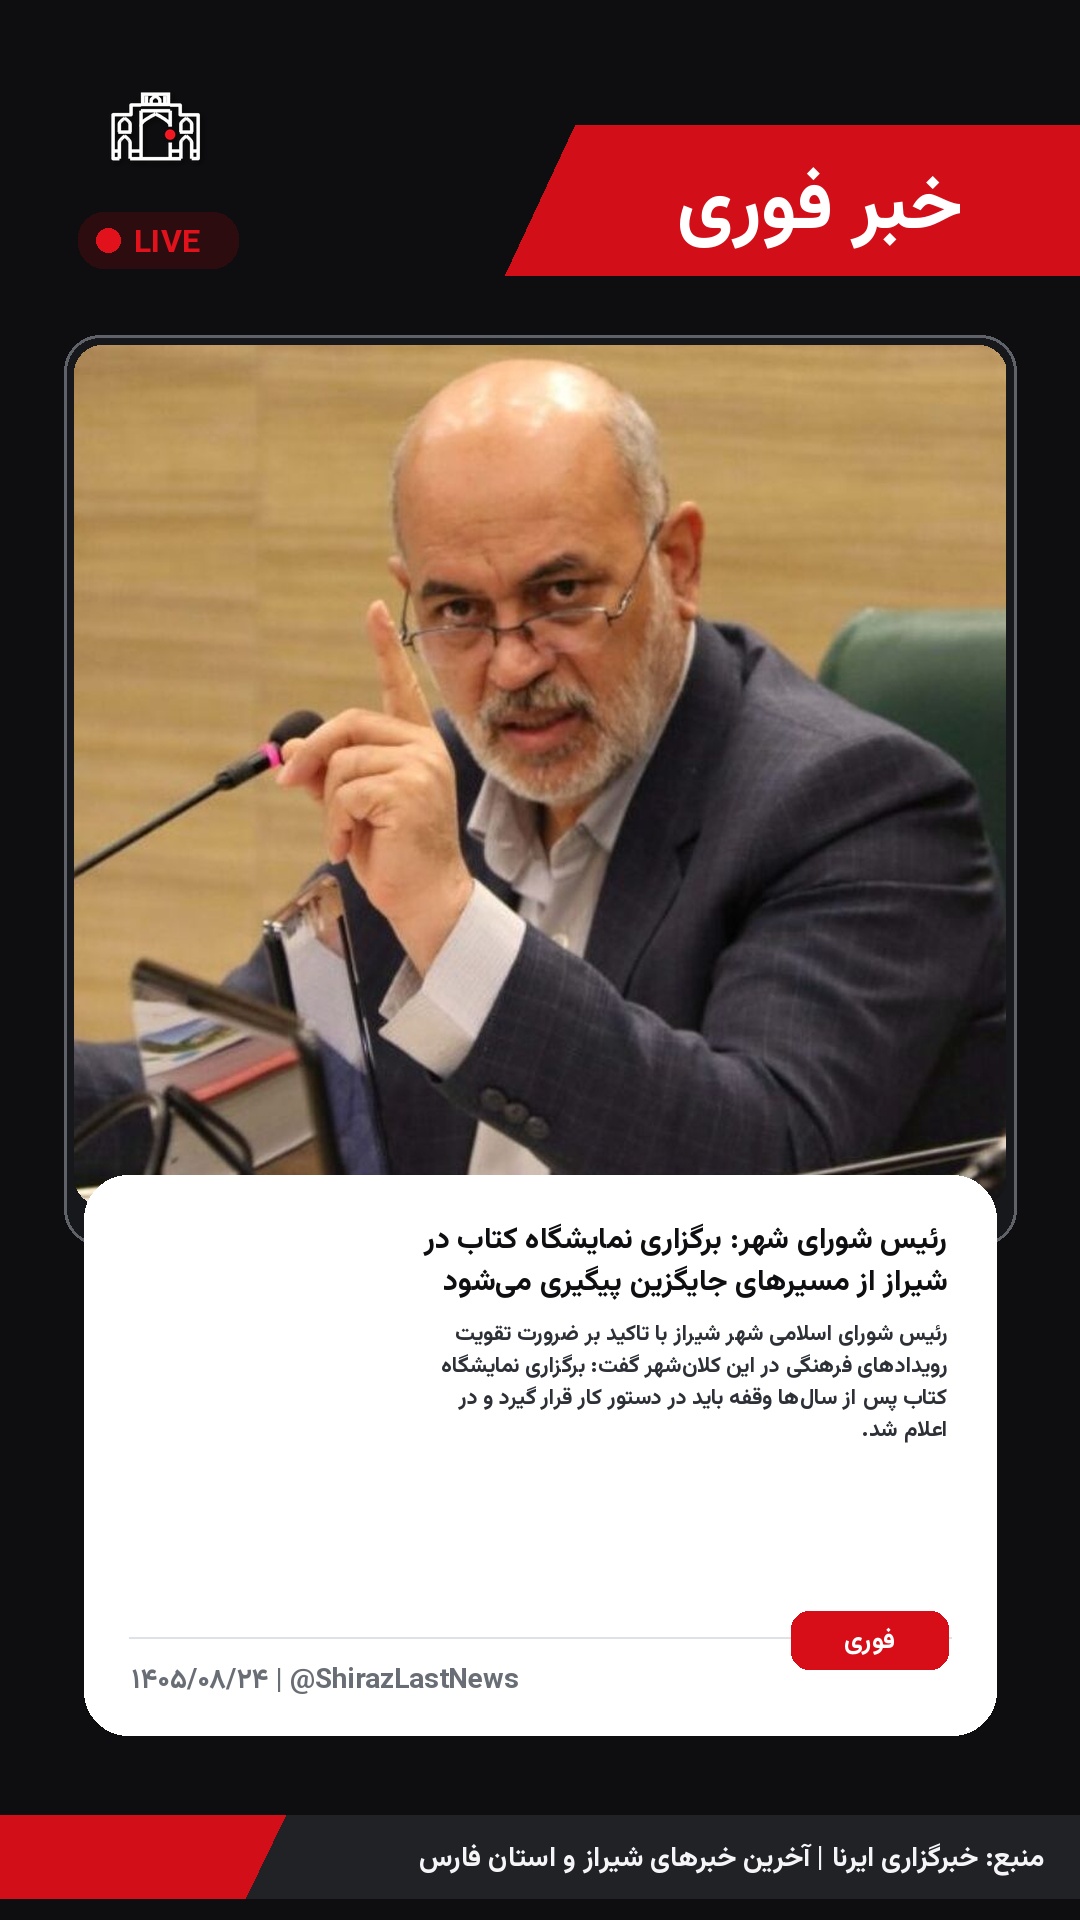 خبر فوری
LIVE
رئیس شورای شهر: برگزاری نمایشگاه کتاب در
شیراز از مسیرهای جایگزین پیگیری می‌شود
رئیس شورای اسلامی شهر شیراز با تاکید بر ضرورت تقویت
رویدادهای فرهنگی در این کلان‌شهر گفت: برگزاری نمایشگاه
کتاب پس از سال‌ها وقفه باید در دستور کار قرار گیرد و در
اعلام شد.
فوری
۱۴۰۵/۰۸/۲۴ | @ShirazLastNews
منبع: خبرگزاری ایرنا | آخرین خبرهای شیراز و استان فارس